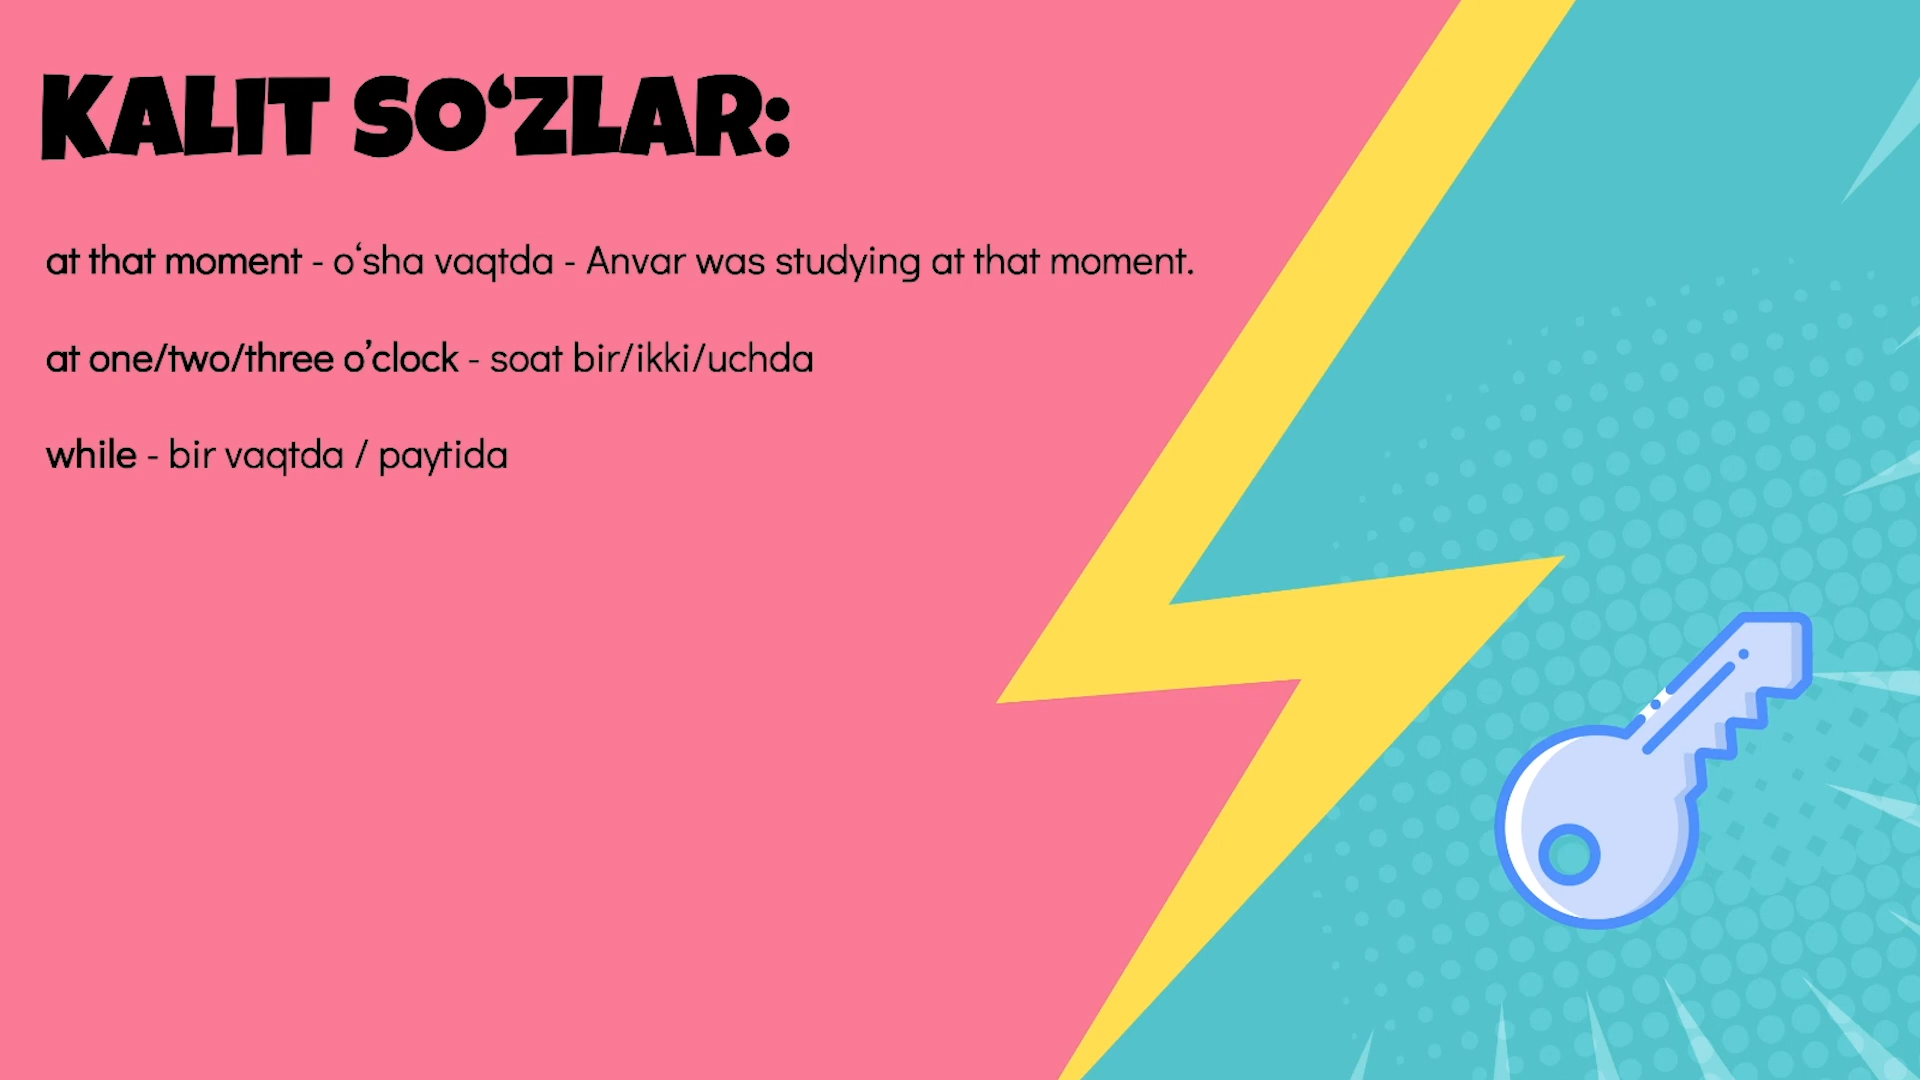 KALIT SO‘ZLAR:
at that moment - o‘sha vaqtda - Anvar was studying at that moment.
at one/two/three o’clock - soat bir/ikki/uchda
while - bir vaqtda / paytida